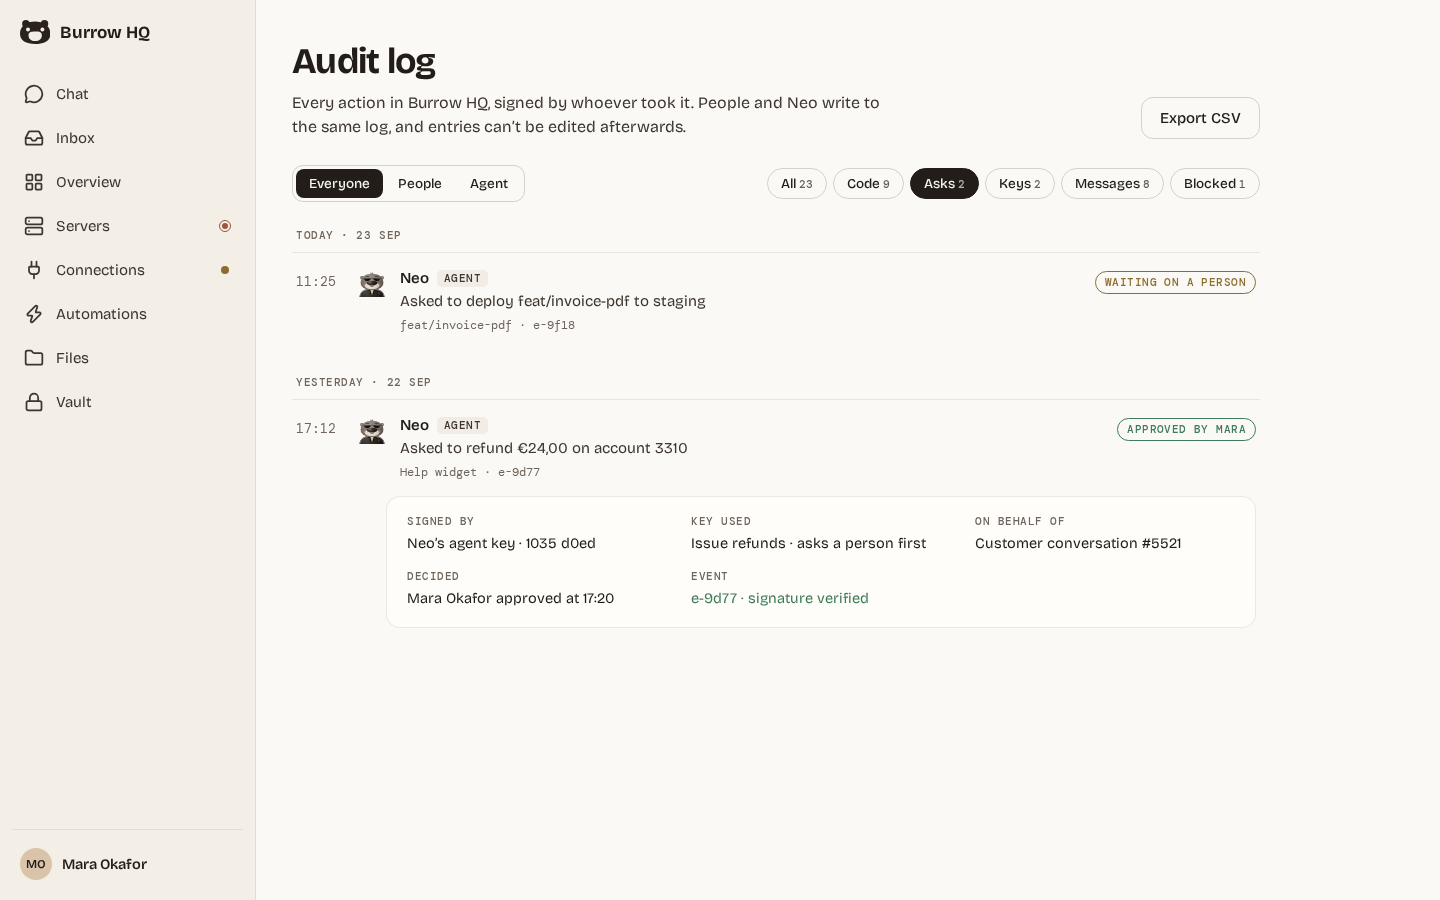 Burrow HQ
Chat
Inbox
Overview
Servers
Connections
Automations
Files
Vault
MO
Mara Okafor
Audit log
Every action in Burrow HQ, signed by whoever took it. People and Neo write to
the same log, and entries can't be edited afterwards.
Export CSV
Everyone People Agent
All 23 Code 9 Asks 2 Keys 2 Messages 8 Blocked 1
TODAY · 23 SEP
11:25 Neo AGENT WAITING ON A PERSON
Asked to deploy feat/invoice-pdf to staging
feat/invoice-pdf · e-9f18
YESTERDAY · 22 SEP
17:12 Neo AGENT APPROVED BY MARA
Asked to refund €24,00 on account 3310
Help widget · e-9d77
SIGNED BY KEY USED ON BEHALF OF
Neo's agent key · 1035 d0ed Issue refunds · asks a person first Customer conversation #5521
DECIDED EVENT
Mara Okafor approved at 17:20 e-9d77 · signature verified